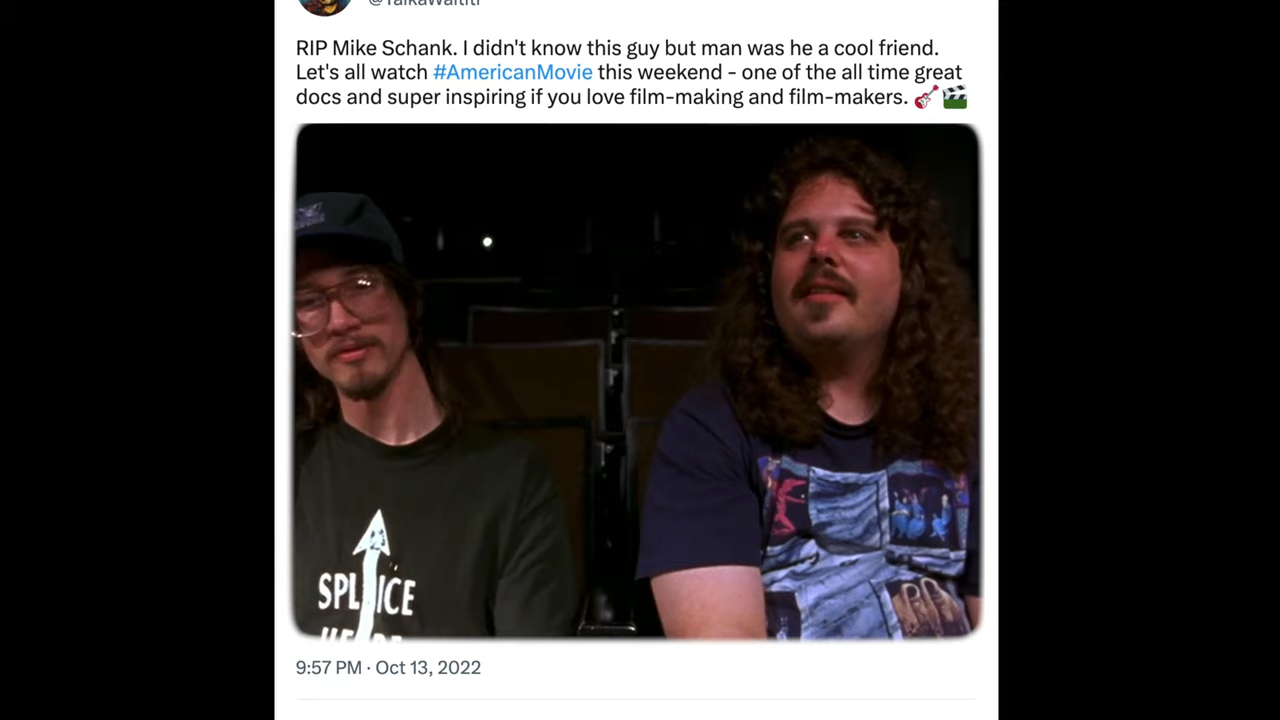 @TaikaWaititi
RIP Mike Schank. I didn't know this guy but man was he a cool friend.
Let's all watch #AmericanMovie this weekend - one of the all time great
docs and super inspiring if you love film-making and film-makers. 🎸🎬
SPLICE
HERE
9:57 PM · Oct 13, 2022